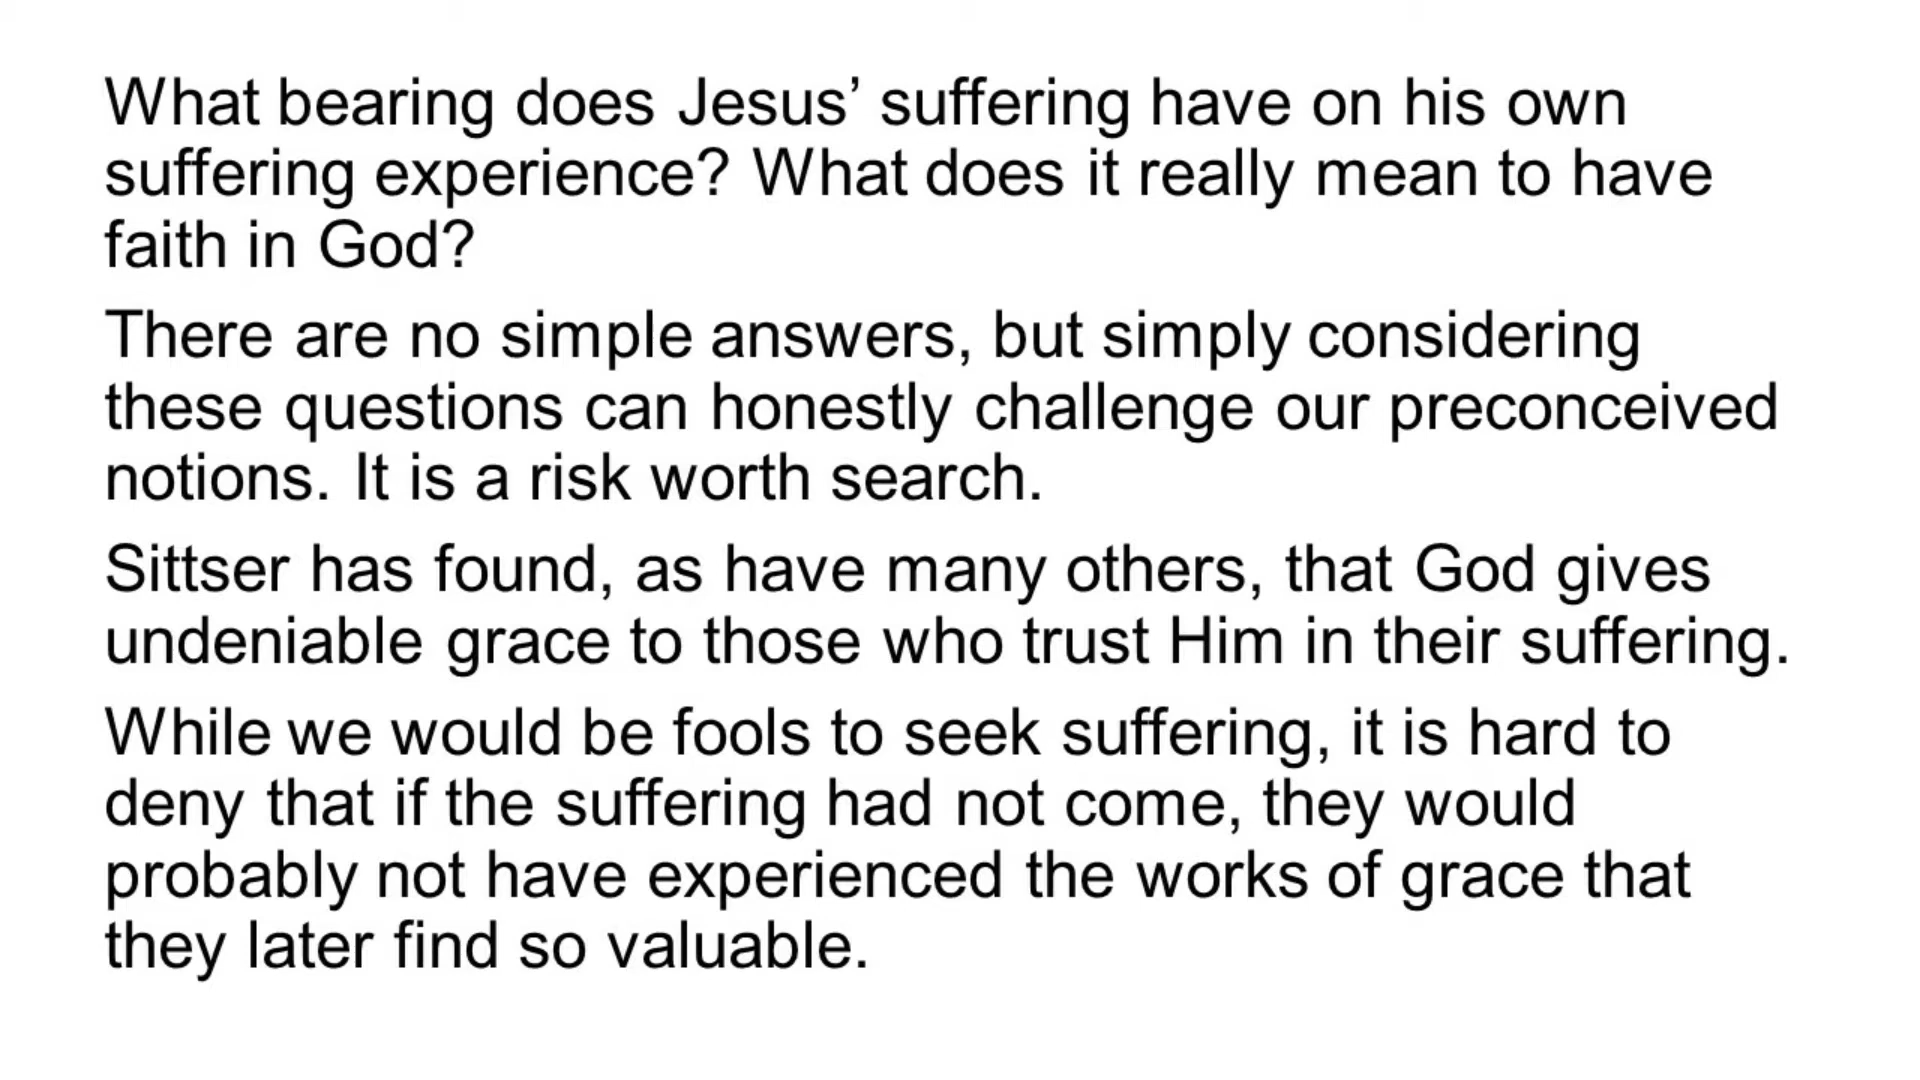 What bearing does Jesus’ suffering have on his own
suffering experience? What does it really mean to have
faith in God?
There are no simple answers, but simply considering
these questions can honestly challenge our preconceived
notions. It is a risk worth search.
Sittser has found, as have many others, that God gives
undeniable grace to those who trust Him in their suffering.
While we would be fools to seek suffering, it is hard to
deny that if the suffering had not come, they would
probably not have experienced the works of grace that
they later find so valuable.